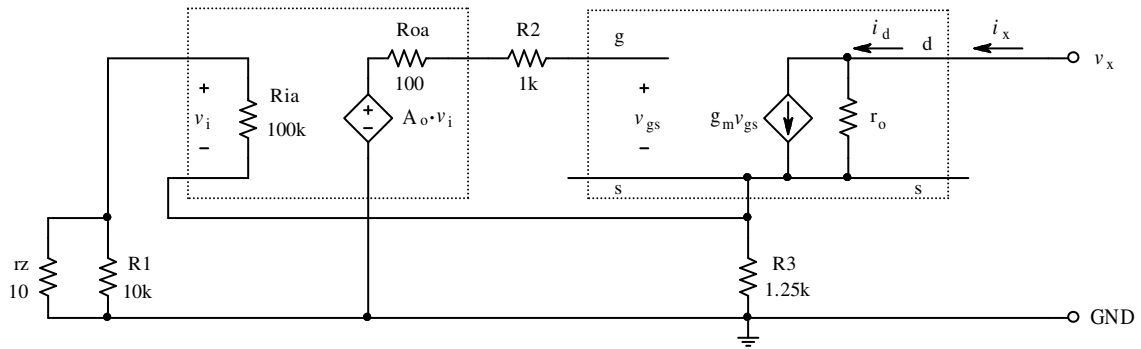 Roa
100
R2
1k
g
i_d
d
i_x
v_x
+
v_i
−
Ria
100k
+
−
A_o·v_i
+
v_gs
−
g_m v_gs
r_o
s
s
rz
10
R1
10k
R3
1.25k
GND